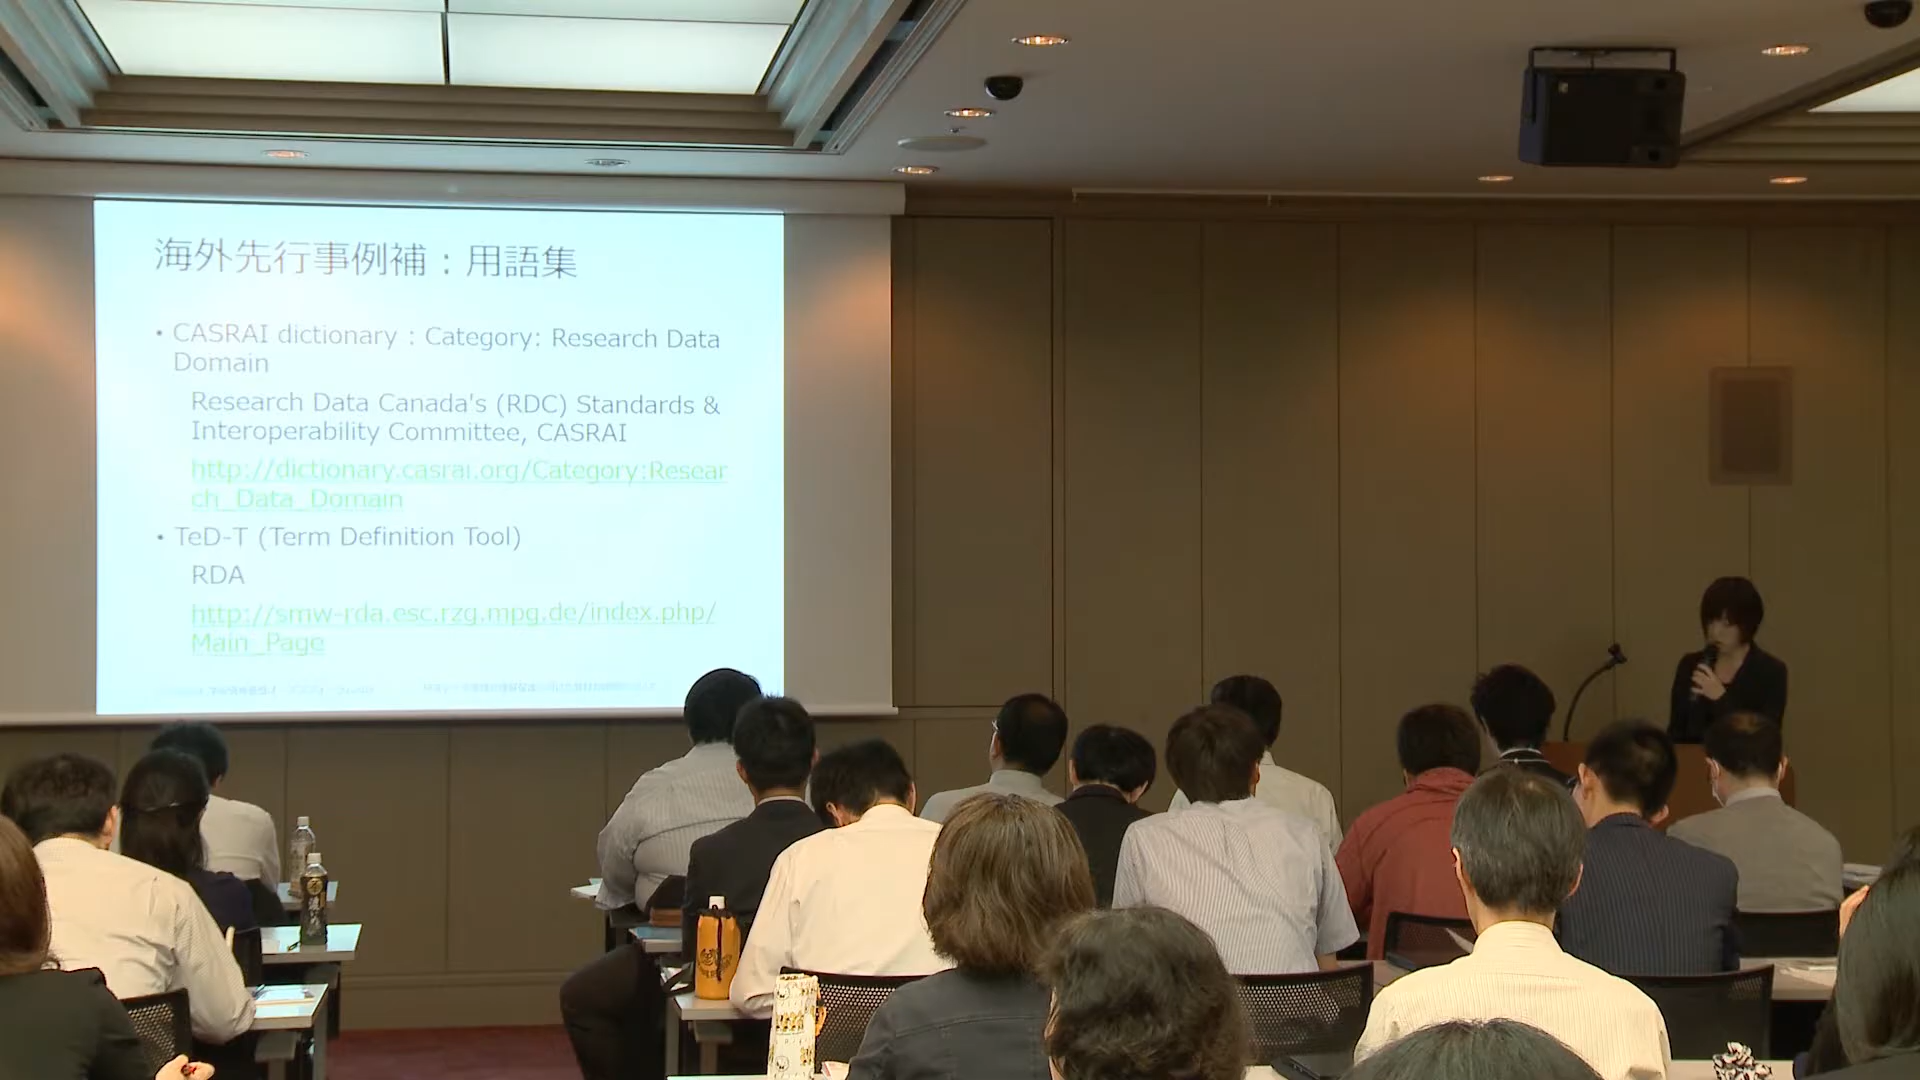 海外先行事例補：用語集
• CASRAI dictionary : Category: Research Data
Domain
Research Data Canada's (RDC) Standards &
Interoperability Committee, CASRAI
http://dictionary.casrai.org/Category:Resear
ch_Data_Domain
• TeD-T (Term Definition Tool)
RDA
http://smw-rda.esc.rzg.mpg.de/index.php/
Main_Page